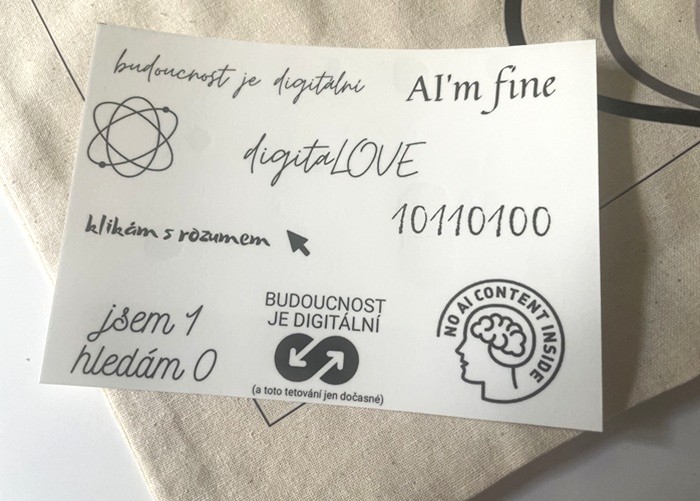 budoucnost je digitální
AI'm fine
digitaLOVE
10110100
klikám s rozumem
jsem 1
hledám 0
BUDOUCNOST
JE DIGITÁLNÍ
(a toto tetování jen dočasné)
NO AI CONTENT INSIDE